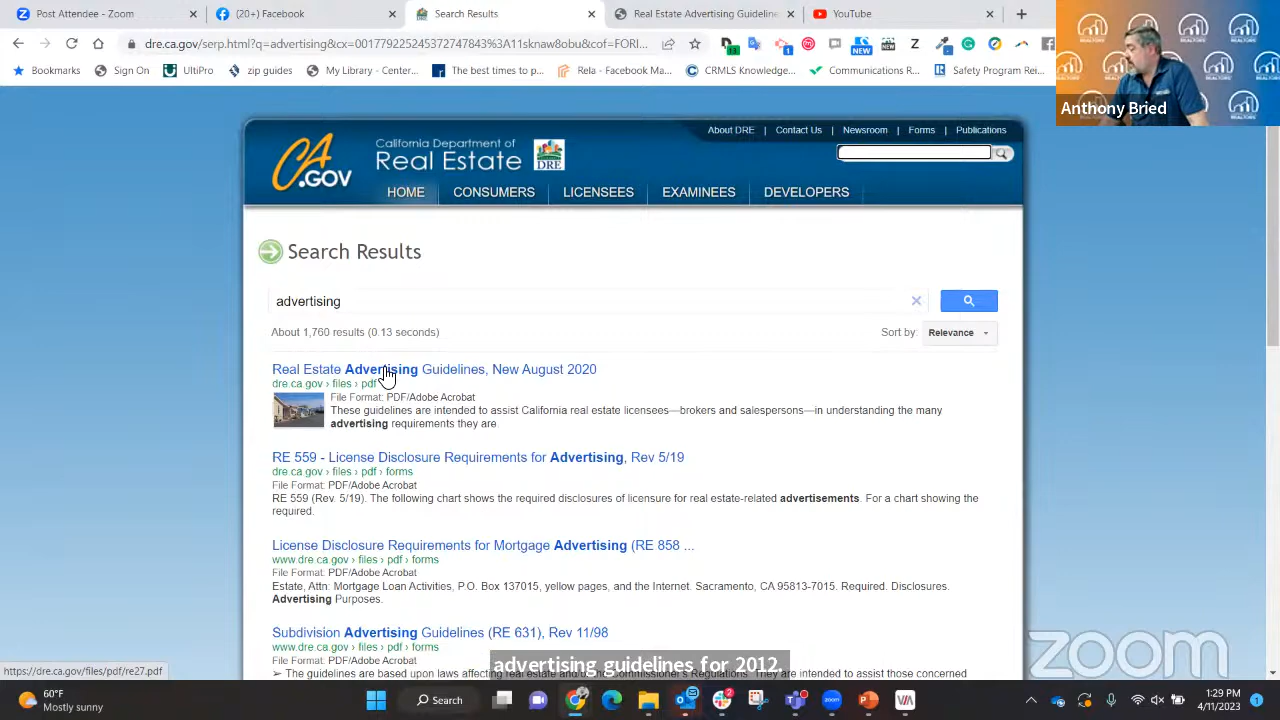 Post Attendee - Zoom
(20+) Facebook
Search Results
Real Estate Advertising Guideline
YouTube
dre.ca.gov/serp.html?q=advertising&cx=017365245374727843%3A11sknaw8obu&cof=FORI...
Bookmarks
Sign On
UltiPro
zip guides
My Library - Center...
The best times to p...
Rela - Facebook Ma...
CRMLS Knowledge...
Communications R...
Safety Program Rei
Anthony Bried
About DRE | Contact Us | Newsroom | Forms | Publications
CA.GOV
California Department of
Real Estate
DRE
HOME
CONSUMERS
LICENSEES
EXAMINEES
DEVELOPERS
Search Results
advertising
About 1,760 results (0.13 seconds)
Sort by:
Relevance
Real Estate Advertising Guidelines, New August 2020
dre.ca.gov › files › pdf
File Format: PDF/Adobe Acrobat
These guidelines are intended to assist California real estate licensees—brokers and salespersons—in understanding the many
advertising requirements they are.
RE 559 - License Disclosure Requirements for Advertising, Rev 5/19
dre.ca.gov › files › pdf › forms
File Format: PDF/Adobe Acrobat
RE 559 (Rev. 5/19). The following chart shows the required disclosures of licensure for real estate-related advertisements. For a chart showing the
required.
License Disclosure Requirements for Mortgage Advertising (RE 858 ...
www.dre.ca.gov › files › pdf › forms
File Format: PDF/Adobe Acrobat
Estate, Attn: Mortgage Loan Activities, P.O. Box 137015, yellow pages, and the Internet. Sacramento, CA 95813-7015. Required. Disclosures.
Advertising Purposes.
Subdivision Advertising Guidelines (RE 631), Rev 11/98
www.dre.ca.gov › files › pdf › forms
File Format: PDF/Adobe Acrobat
➢ The guidelines are based upon laws affecting real estate and the Commissioner's Regulations. They are intended to assist those concerned
advertising guidelines for 2012,
zoom
https://dre.ca.gov/files/pdf/re27.pdf
60°F
Mostly sunny
Search
1:29 PM
4/11/2023